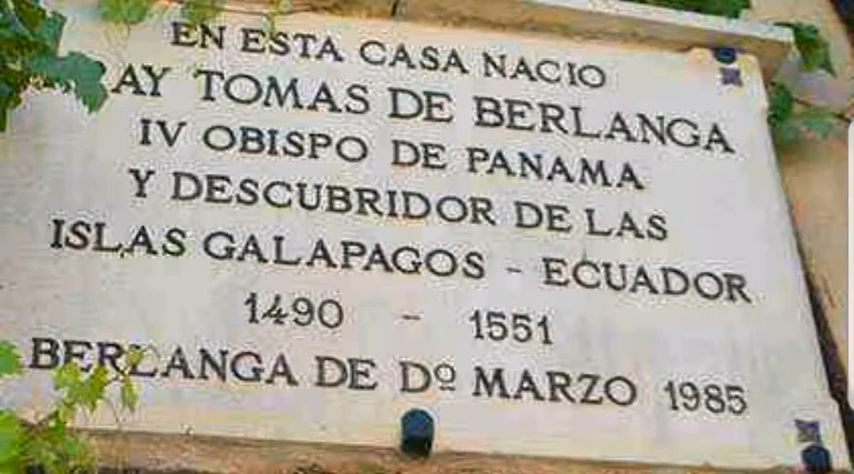 EN ESTA CASA NACIO
AY TOMAS DE BERLANGA
IV OBISPO DE PANAMA
Y DESCUBRIDOR DE LAS
ISLAS GALAPAGOS - ECUADOR
1490 - 1551
BERLANGA DE Dº MARZO 1985